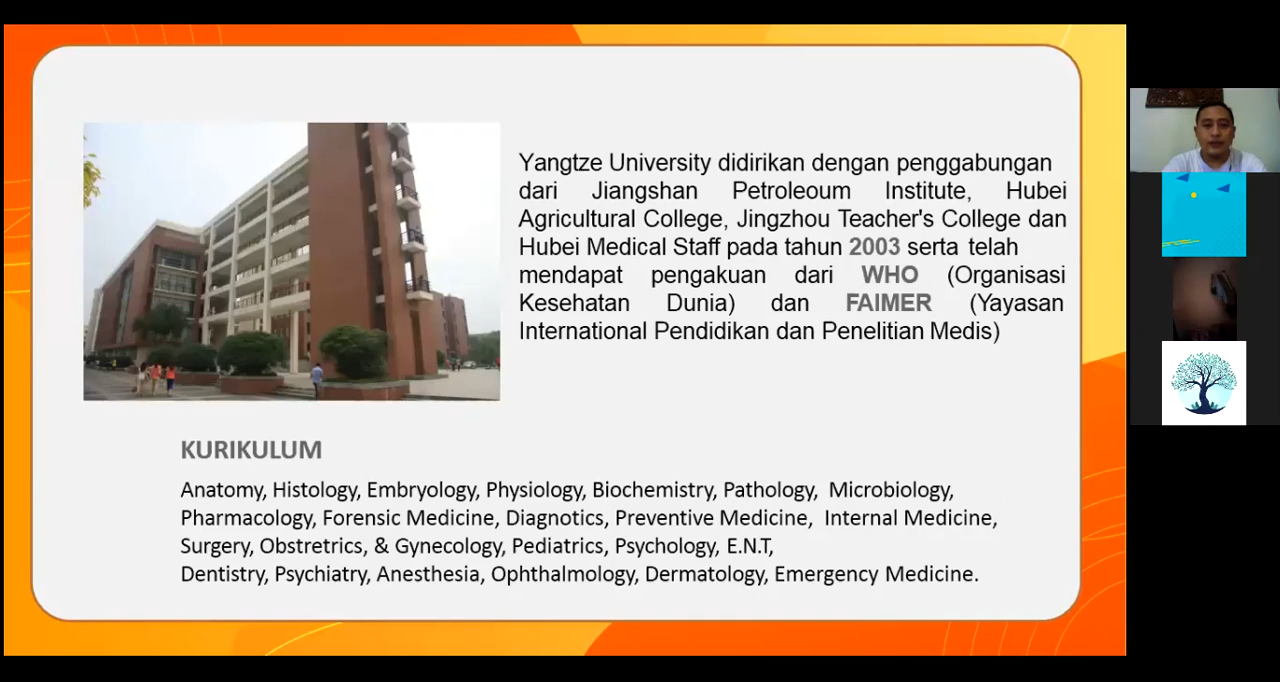 Yangtze University didirikan dengan penggabungan
dari Jiangshan Petroleoum Institute, Hubei
Agricultural College, Jingzhou Teacher's College dan
Hubei Medical Staff pada tahun 2003 serta telah
mendapat pengakuan dari WHO (Organisasi
Kesehatan Dunia) dan FAIMER (Yayasan
International Pendidikan dan Penelitian Medis)
KURIKULUM
Anatomy, Histology, Embryology, Physiology, Biochemistry, Pathology, Microbiology,
Pharmacology, Forensic Medicine, Diagnotics, Preventive Medicine, Internal Medicine,
Surgery, Obstretrics, & Gynecology, Pediatrics, Psychology, E.N.T,
Dentistry, Psychiatry, Anesthesia, Ophthalmology, Dermatology, Emergency Medicine.